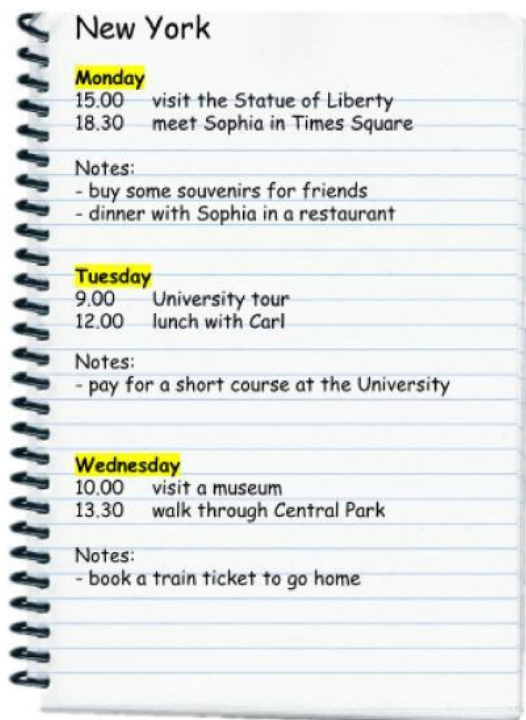 New York
Monday
15.00 visit the Statue of Liberty
18.30 meet Sophia in Times Square
Notes:
- buy some souvenirs for friends
- dinner with Sophia in a restaurant
Tuesday
9.00 University tour
12.00 lunch with Carl
Notes:
- pay for a short course at the University
Wednesday
10.00 visit a museum
13.30 walk through Central Park
Notes:
- book a train ticket to go home